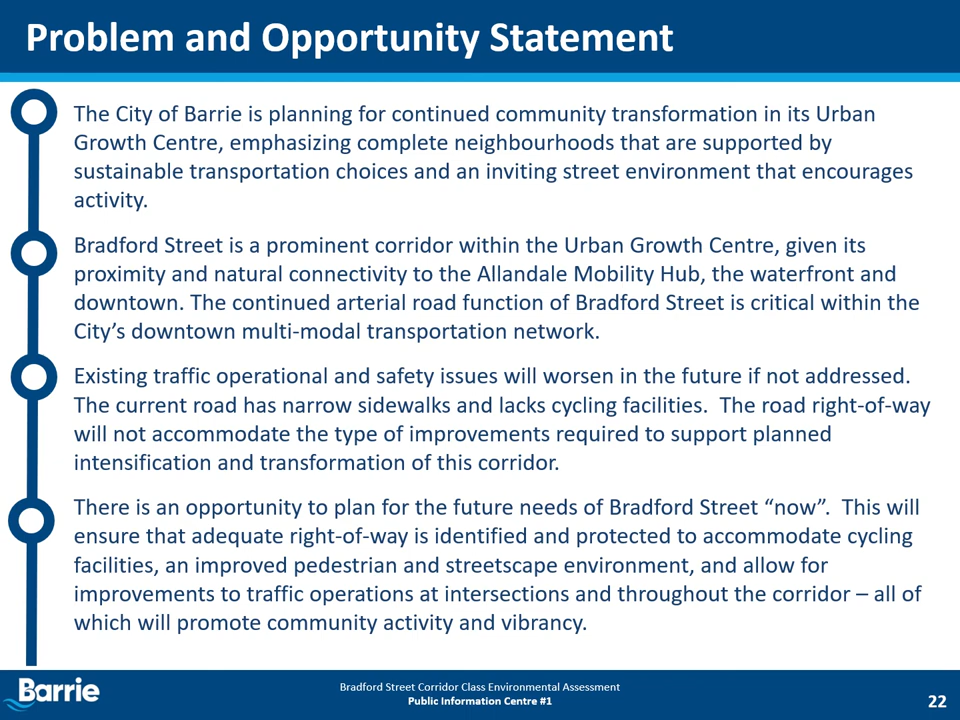 Problem and Opportunity Statement
The City of Barrie is planning for continued community transformation in its Urban
Growth Centre, emphasizing complete neighbourhoods that are supported by
sustainable transportation choices and an inviting street environment that encourages
activity.
Bradford Street is a prominent corridor within the Urban Growth Centre, given its
proximity and natural connectivity to the Allandale Mobility Hub, the waterfront and
downtown. The continued arterial road function of Bradford Street is critical within the
City's downtown multi-modal transportation network.
Existing traffic operational and safety issues will worsen in the future if not addressed.
The current road has narrow sidewalks and lacks cycling facilities.  The road right-of-way
will not accommodate the type of improvements required to support planned
intensification and transformation of this corridor.
There is an opportunity to plan for the future needs of Bradford Street “now”.  This will
ensure that adequate right-of-way is identified and protected to accommodate cycling
facilities, an improved pedestrian and streetscape environment, and allow for
improvements to traffic operations at intersections and throughout the corridor – all of
which will promote community activity and vibrancy.
Barrie
Bradford Street Corridor Class Environmental Assessment
Public Information Centre #1
22